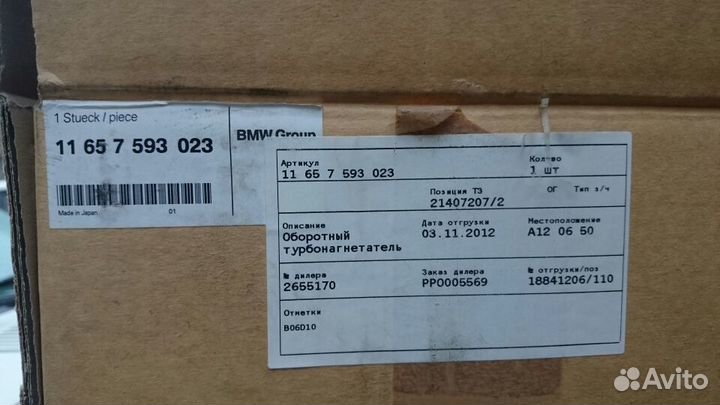 1 Stueck / piece
11 65 7 593 023
BMW Group
Made in Japan
01
Артикул
Кол-во
11 65 7 593 023
1 шт
Позиция ТЗ
ОГ
Тип з/ч
21407207/2
Описание
Дата отгрузки
Местоположение
Оборотный
03.11.2012
A12 06 50
турбонагнетатель
№ дилера
Заказ дилера
№ отгрузки/поз
2655170
PPO005569
18841206/110
Отметки
B06D10
Avito